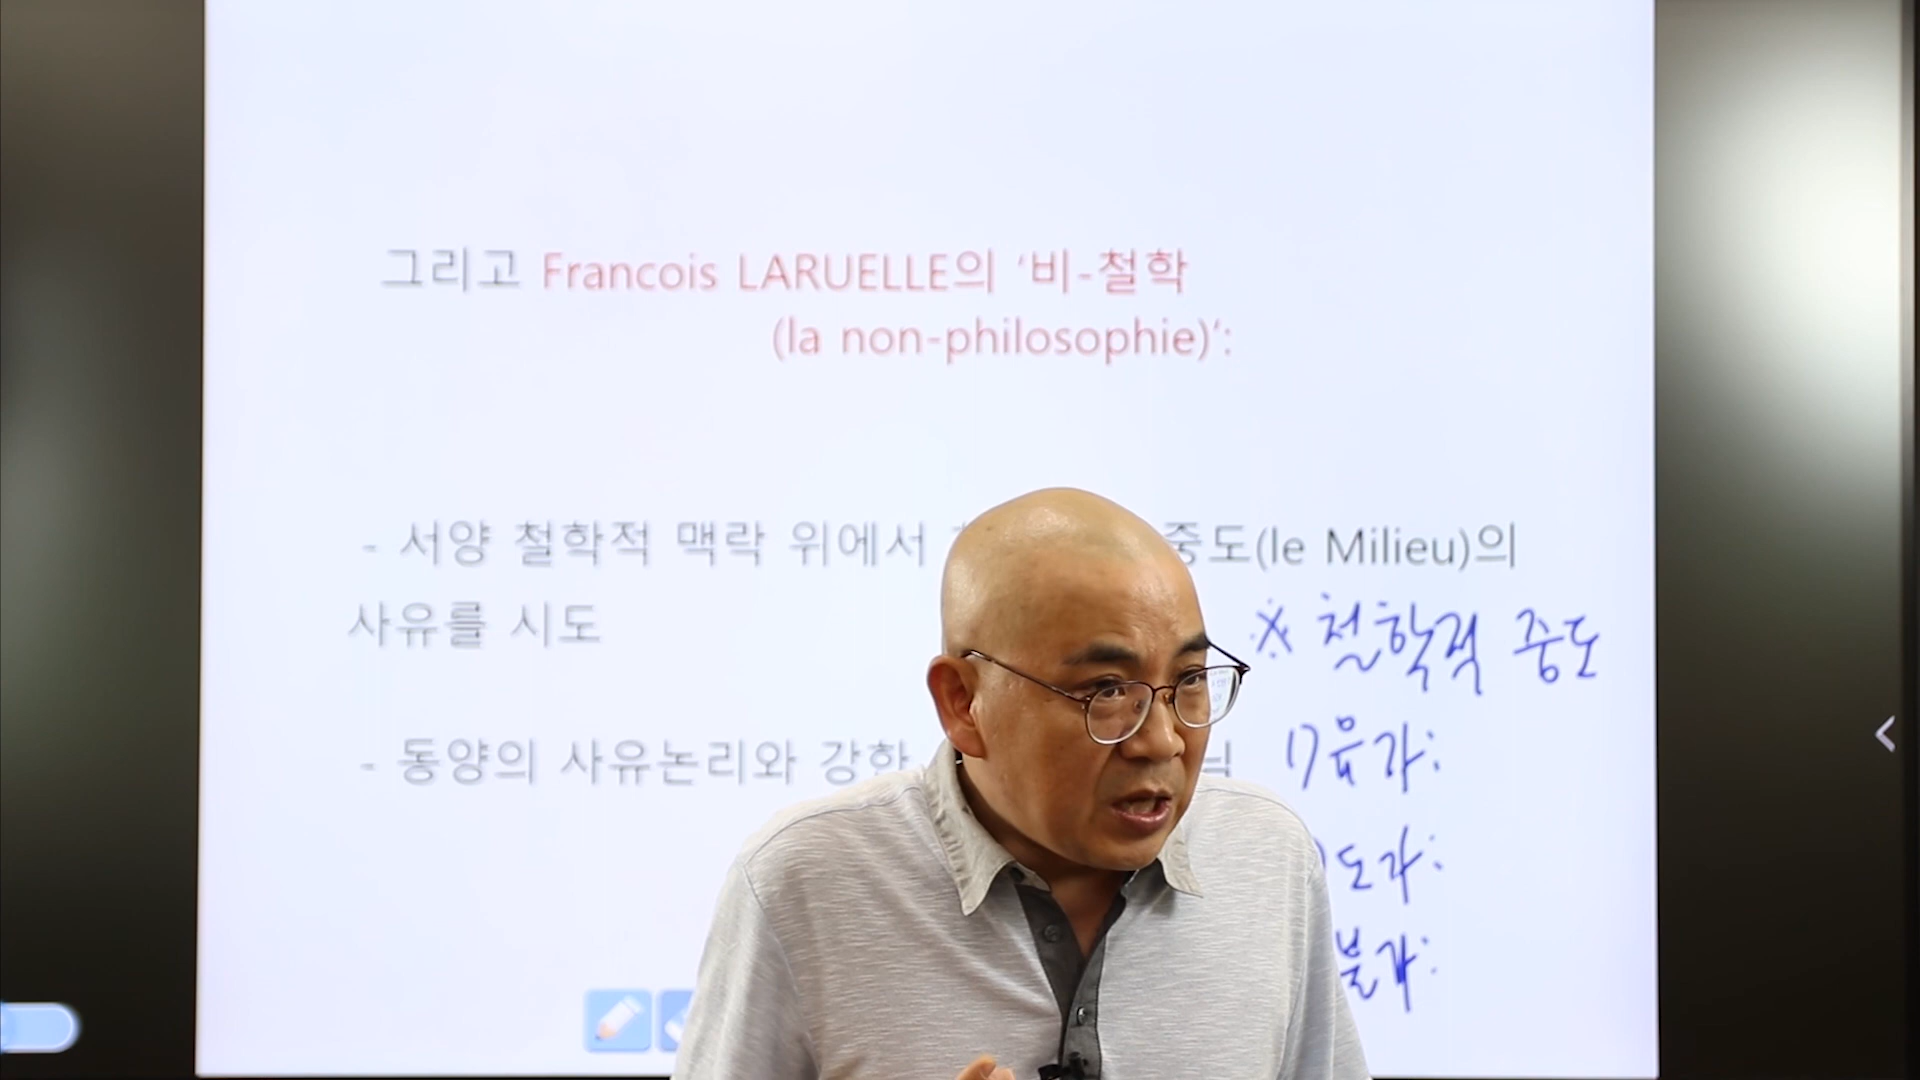 그리고 Francois LARUELLE의 ‘비-철학
(la non-philosophie)’:
- 서양 철학적 맥락 위에서 중도(le Milieu)의
사유를 시도
※ 철학적 중도
- 동양의 사유논리와 강한
1) 유가:
도가:
불가: